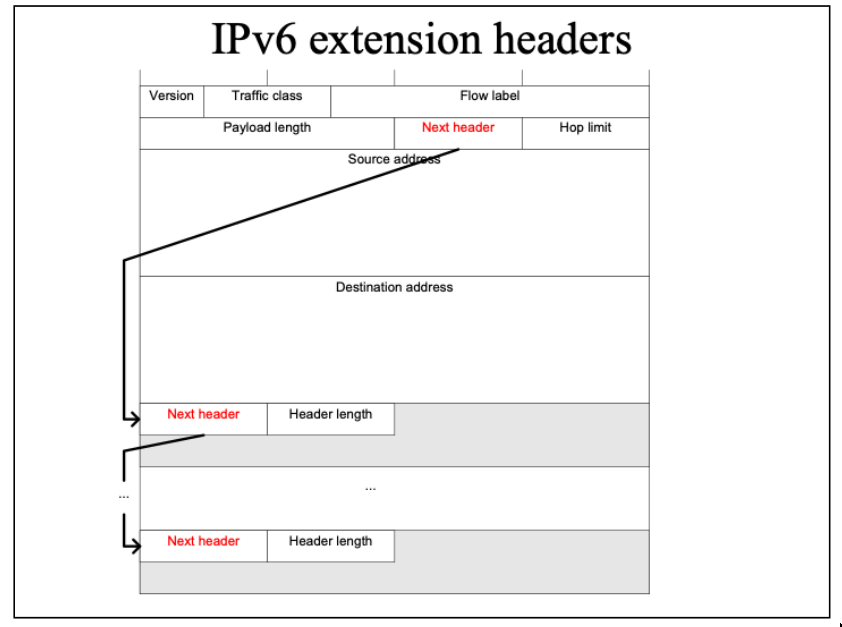 IPv6 extension headers
Version Traffic class Flow label
Payload length Next header Hop limit
Source address
Destination address
Next header Header length
...
...
Next header Header length